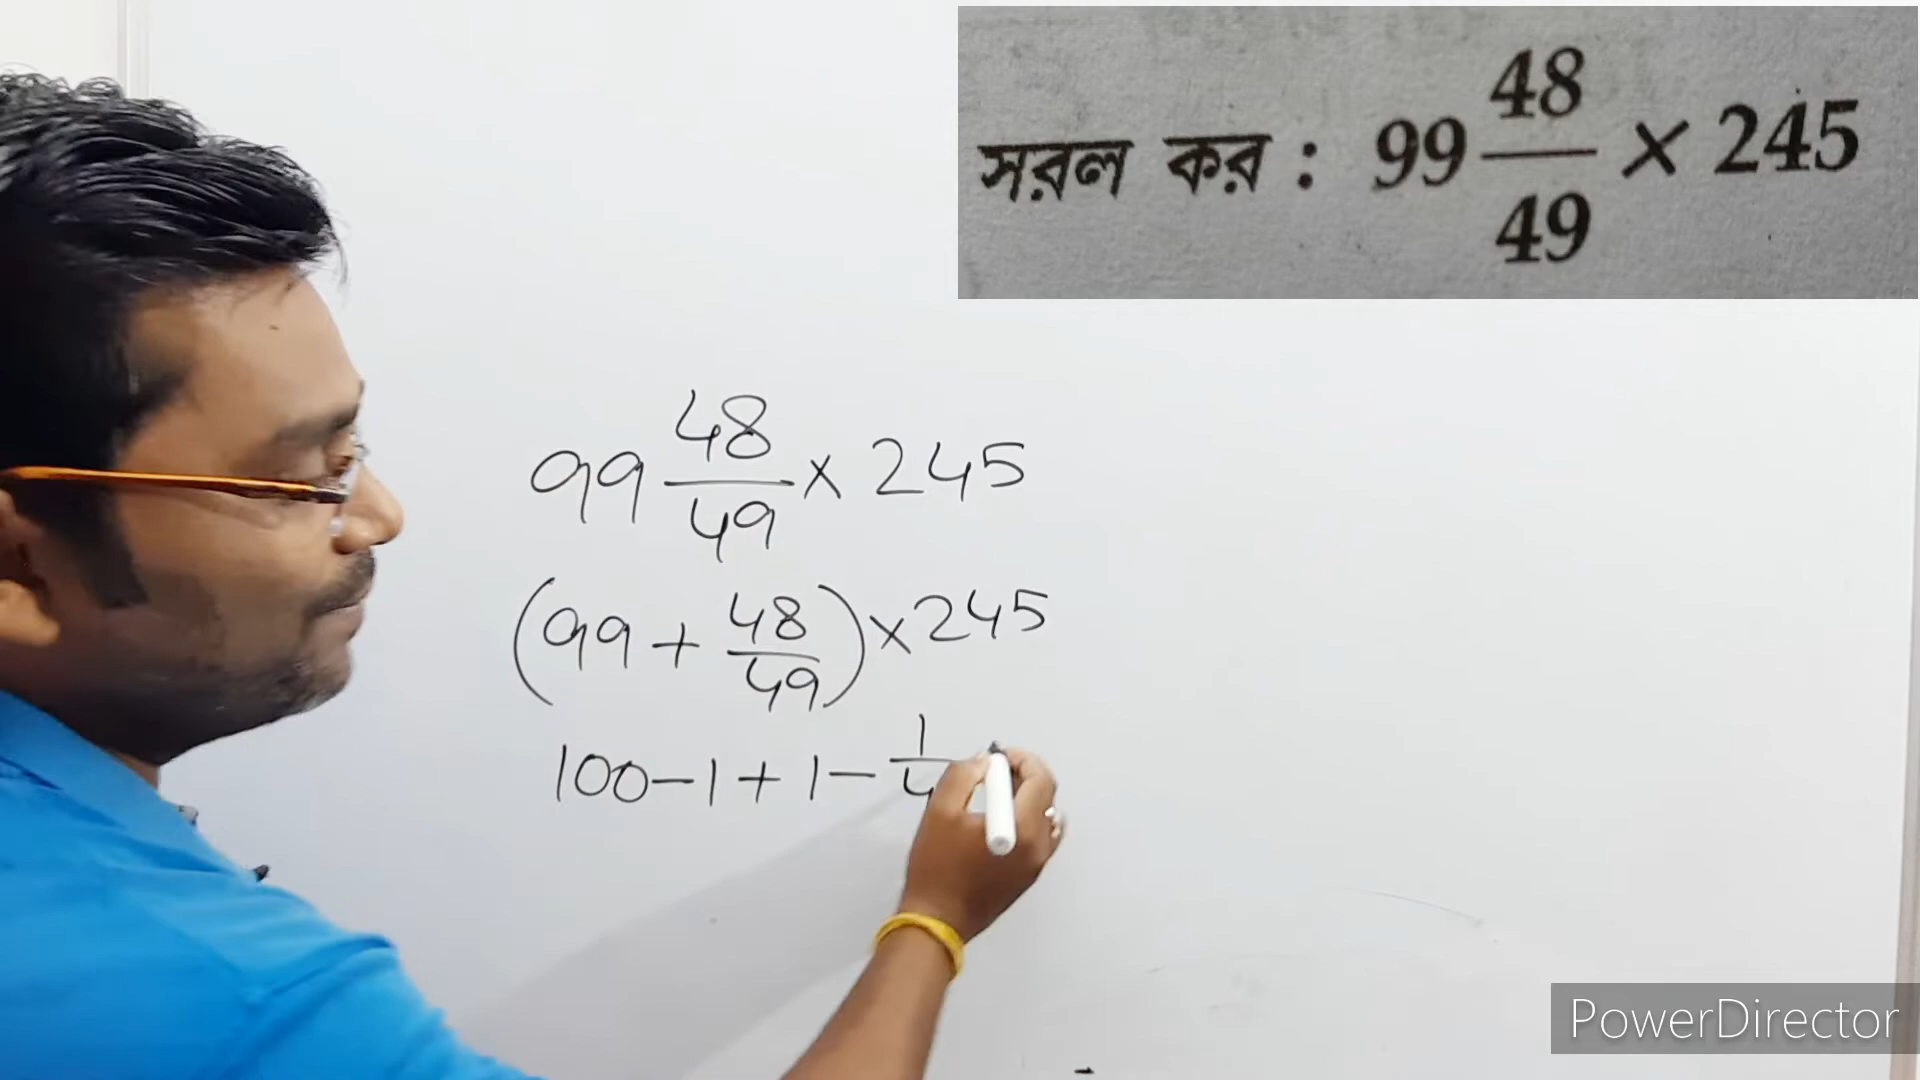 সরল কর : 99 48/49 × 245
99 48/49 × 245
(99 + 48/49) × 245
100 - 1 + 1 - 1/4
PowerDirector